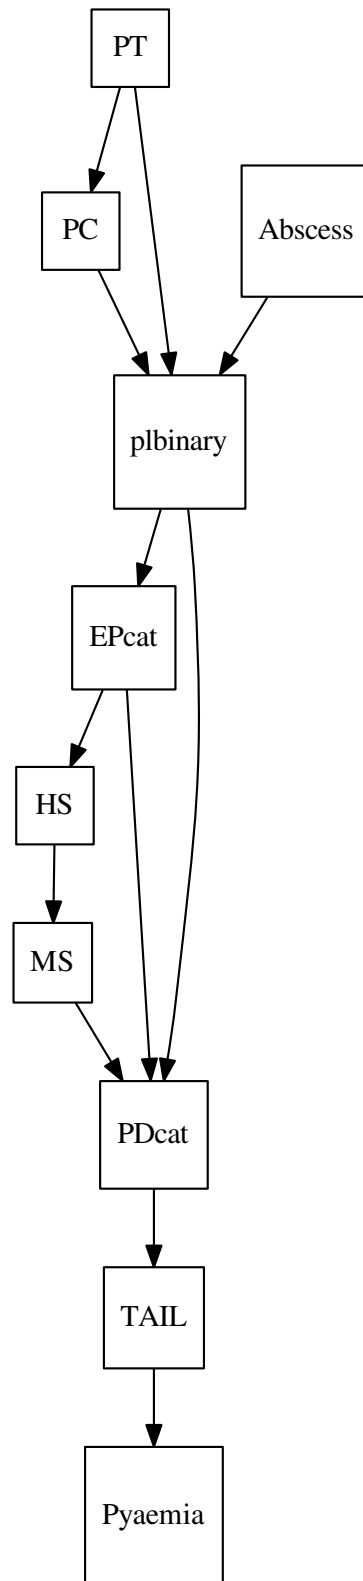 PT
PC
Abscess
plbinary
EPcat
HS
MS
PDcat
TAIL
Pyaemia